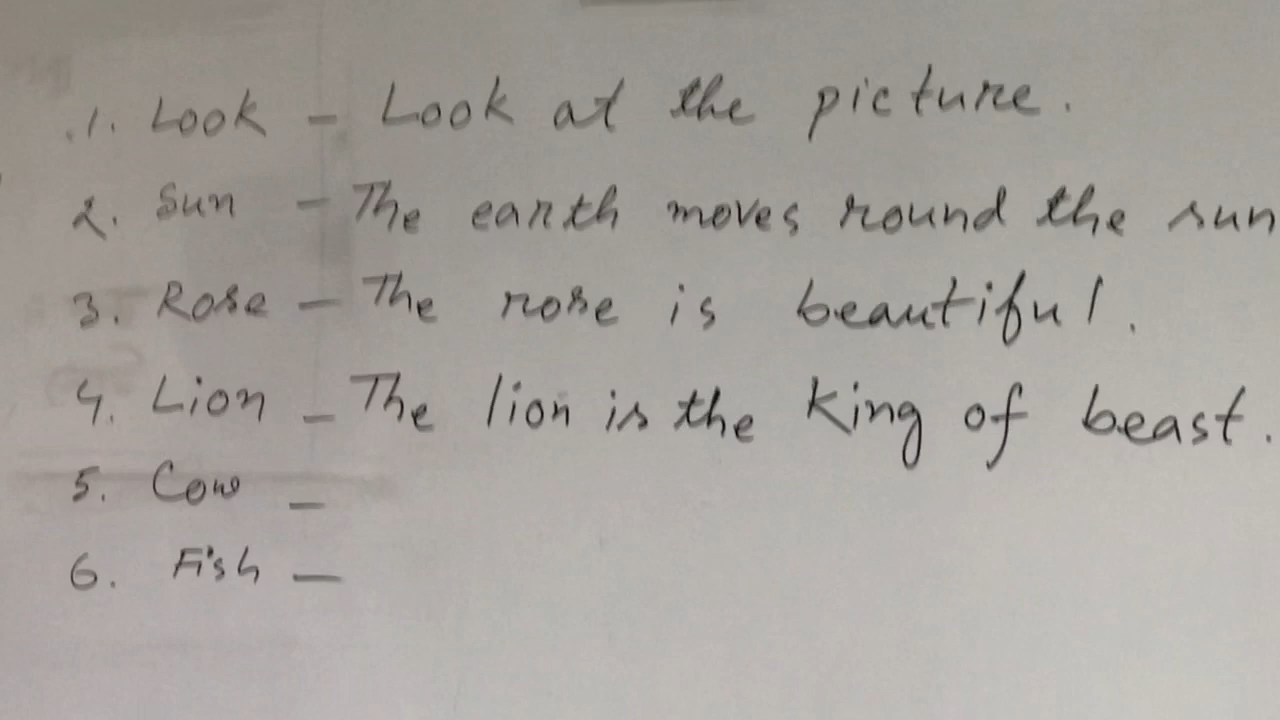 1. Look - Look at the picture.
2. Sun - The earth moves round the sun
3. Rose - The rose is beautiful.
4. Lion - The lion is the king of beast.
5. Cow -
6. Fish -